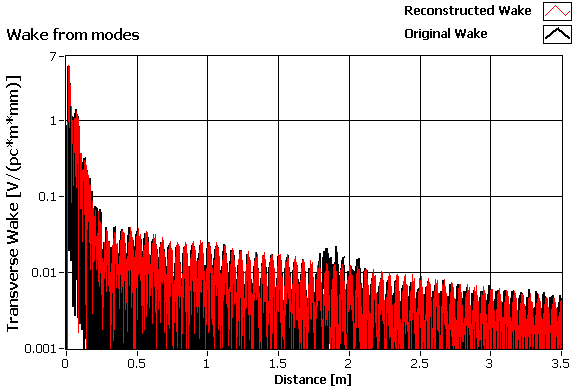 Reconstructed Wake
Original Wake
Wake from modes
Transverse Wake [V/(pc*m*mm)]
7
1
0.1
0.01
0.001
0 0.5 1 1.5 2 2.5 3 3.5
Distance [m]